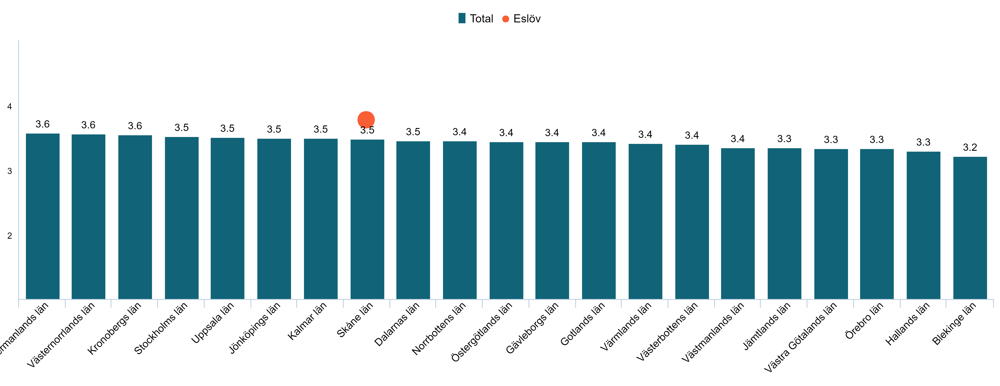 Total Eslöv
4
3
2
3.6 3.6 3.6 3.5 3.5 3.5 3.5 3.5 3.5 3.4 3.4 3.4 3.4 3.4 3.4 3.4 3.3 3.3 3.3 3.3 3.2
ermanlands län
Västernorrlands län
Kronobergs län
Stockholms län
Uppsala län
Jönköpings län
Kalmar län
Skåne län
Dalarnas län
Norrbottens län
Östergötlands län
Gävleborgs län
Gotlands län
Värmlands län
Västerbottens län
Västmanlands län
Jämtlands län
Västra Götalands län
Örebro län
Hallands län
Blekinge län